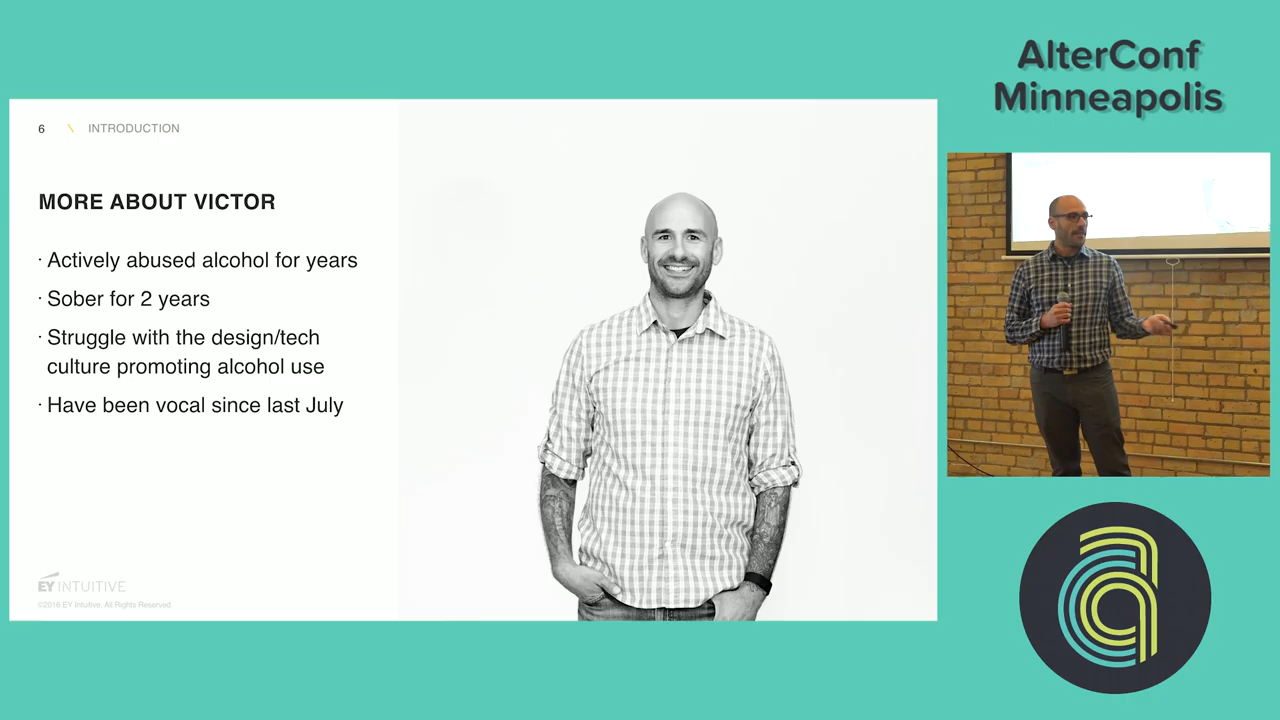 AlterConf
Minneapolis
6 \ INTRODUCTION
MORE ABOUT VICTOR
· Actively abused alcohol for years
· Sober for 2 years
· Struggle with the design/tech
culture promoting alcohol use
· Have been vocal since last July
EY INTUITIVE
©2016 EY Intuitive. All Rights Reserved